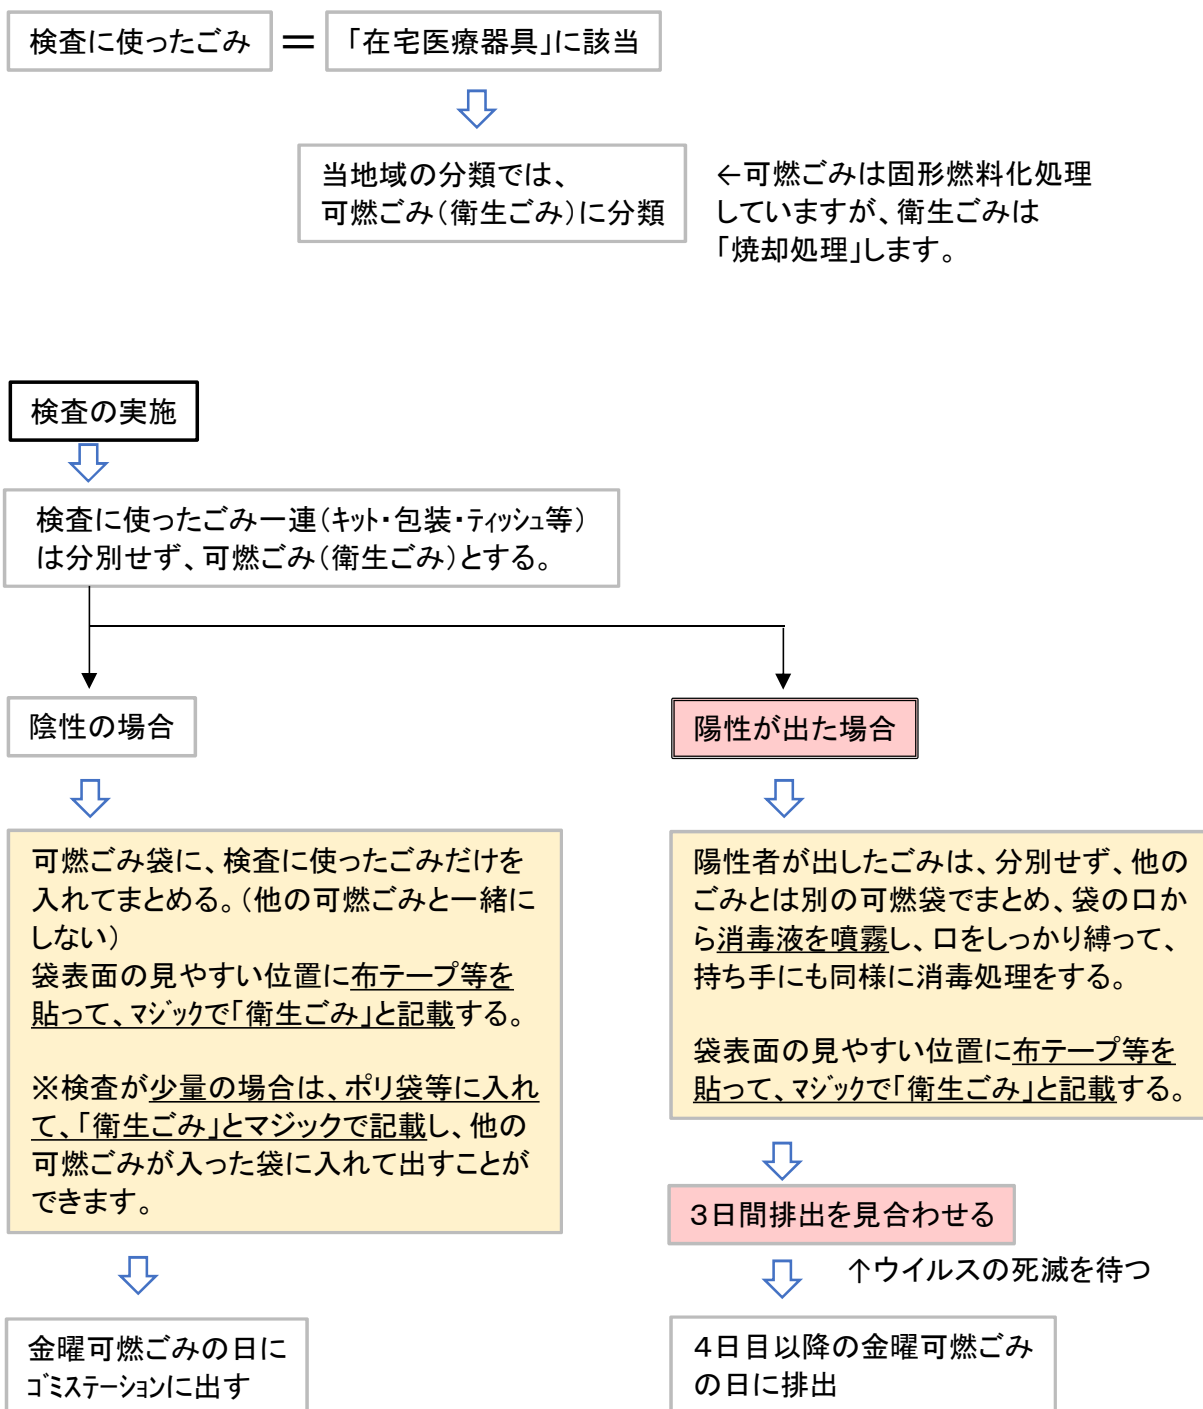 検査に使ったごみ ＝ 「在宅医療器具」に該当
当地域の分類では、
可燃ごみ（衛生ごみ）に分類
←可燃ごみは固形燃料化処理
していますが、衛生ごみは
「焼却処理」します。
検査の実施
検査に使ったごみ一連（ｷｯﾄ・包装・ﾃｨｯｼｭ等）
は分別せず、可燃ごみ（衛生ごみ）とする。
陰性の場合
可燃ごみ袋に、検査に使ったごみだけを
入れてまとめる。（他の可燃ごみと一緒に
しない）
袋表面の見やすい位置に布テープ等を
貼って、ﾏｼﾞｯｸで「衛生ごみ」と記載する。
※検査が少量の場合は、ポリ袋等に入れ
て、「衛生ごみ」とマジックで記載し、他の
可燃ごみが入った袋に入れて出すことが
できます。
金曜可燃ごみの日に
ｺﾞﾐｽﾃｰｼｮﾝに出す
陽性が出た場合
陽性者が出したごみは、分別せず、他の
ごみとは別の可燃袋でまとめ、袋の口か
ら消毒液を噴霧し、口をしっかり縛って、
持ち手にも同様に消毒処理をする。
袋表面の見やすい位置に布テープ等を
貼って、ﾏｼﾞｯｸで「衛生ごみ」と記載する。
３日間排出を見合わせる
↑ウイルスの死滅を待つ
４日目以降の金曜可燃ごみ
の日に排出